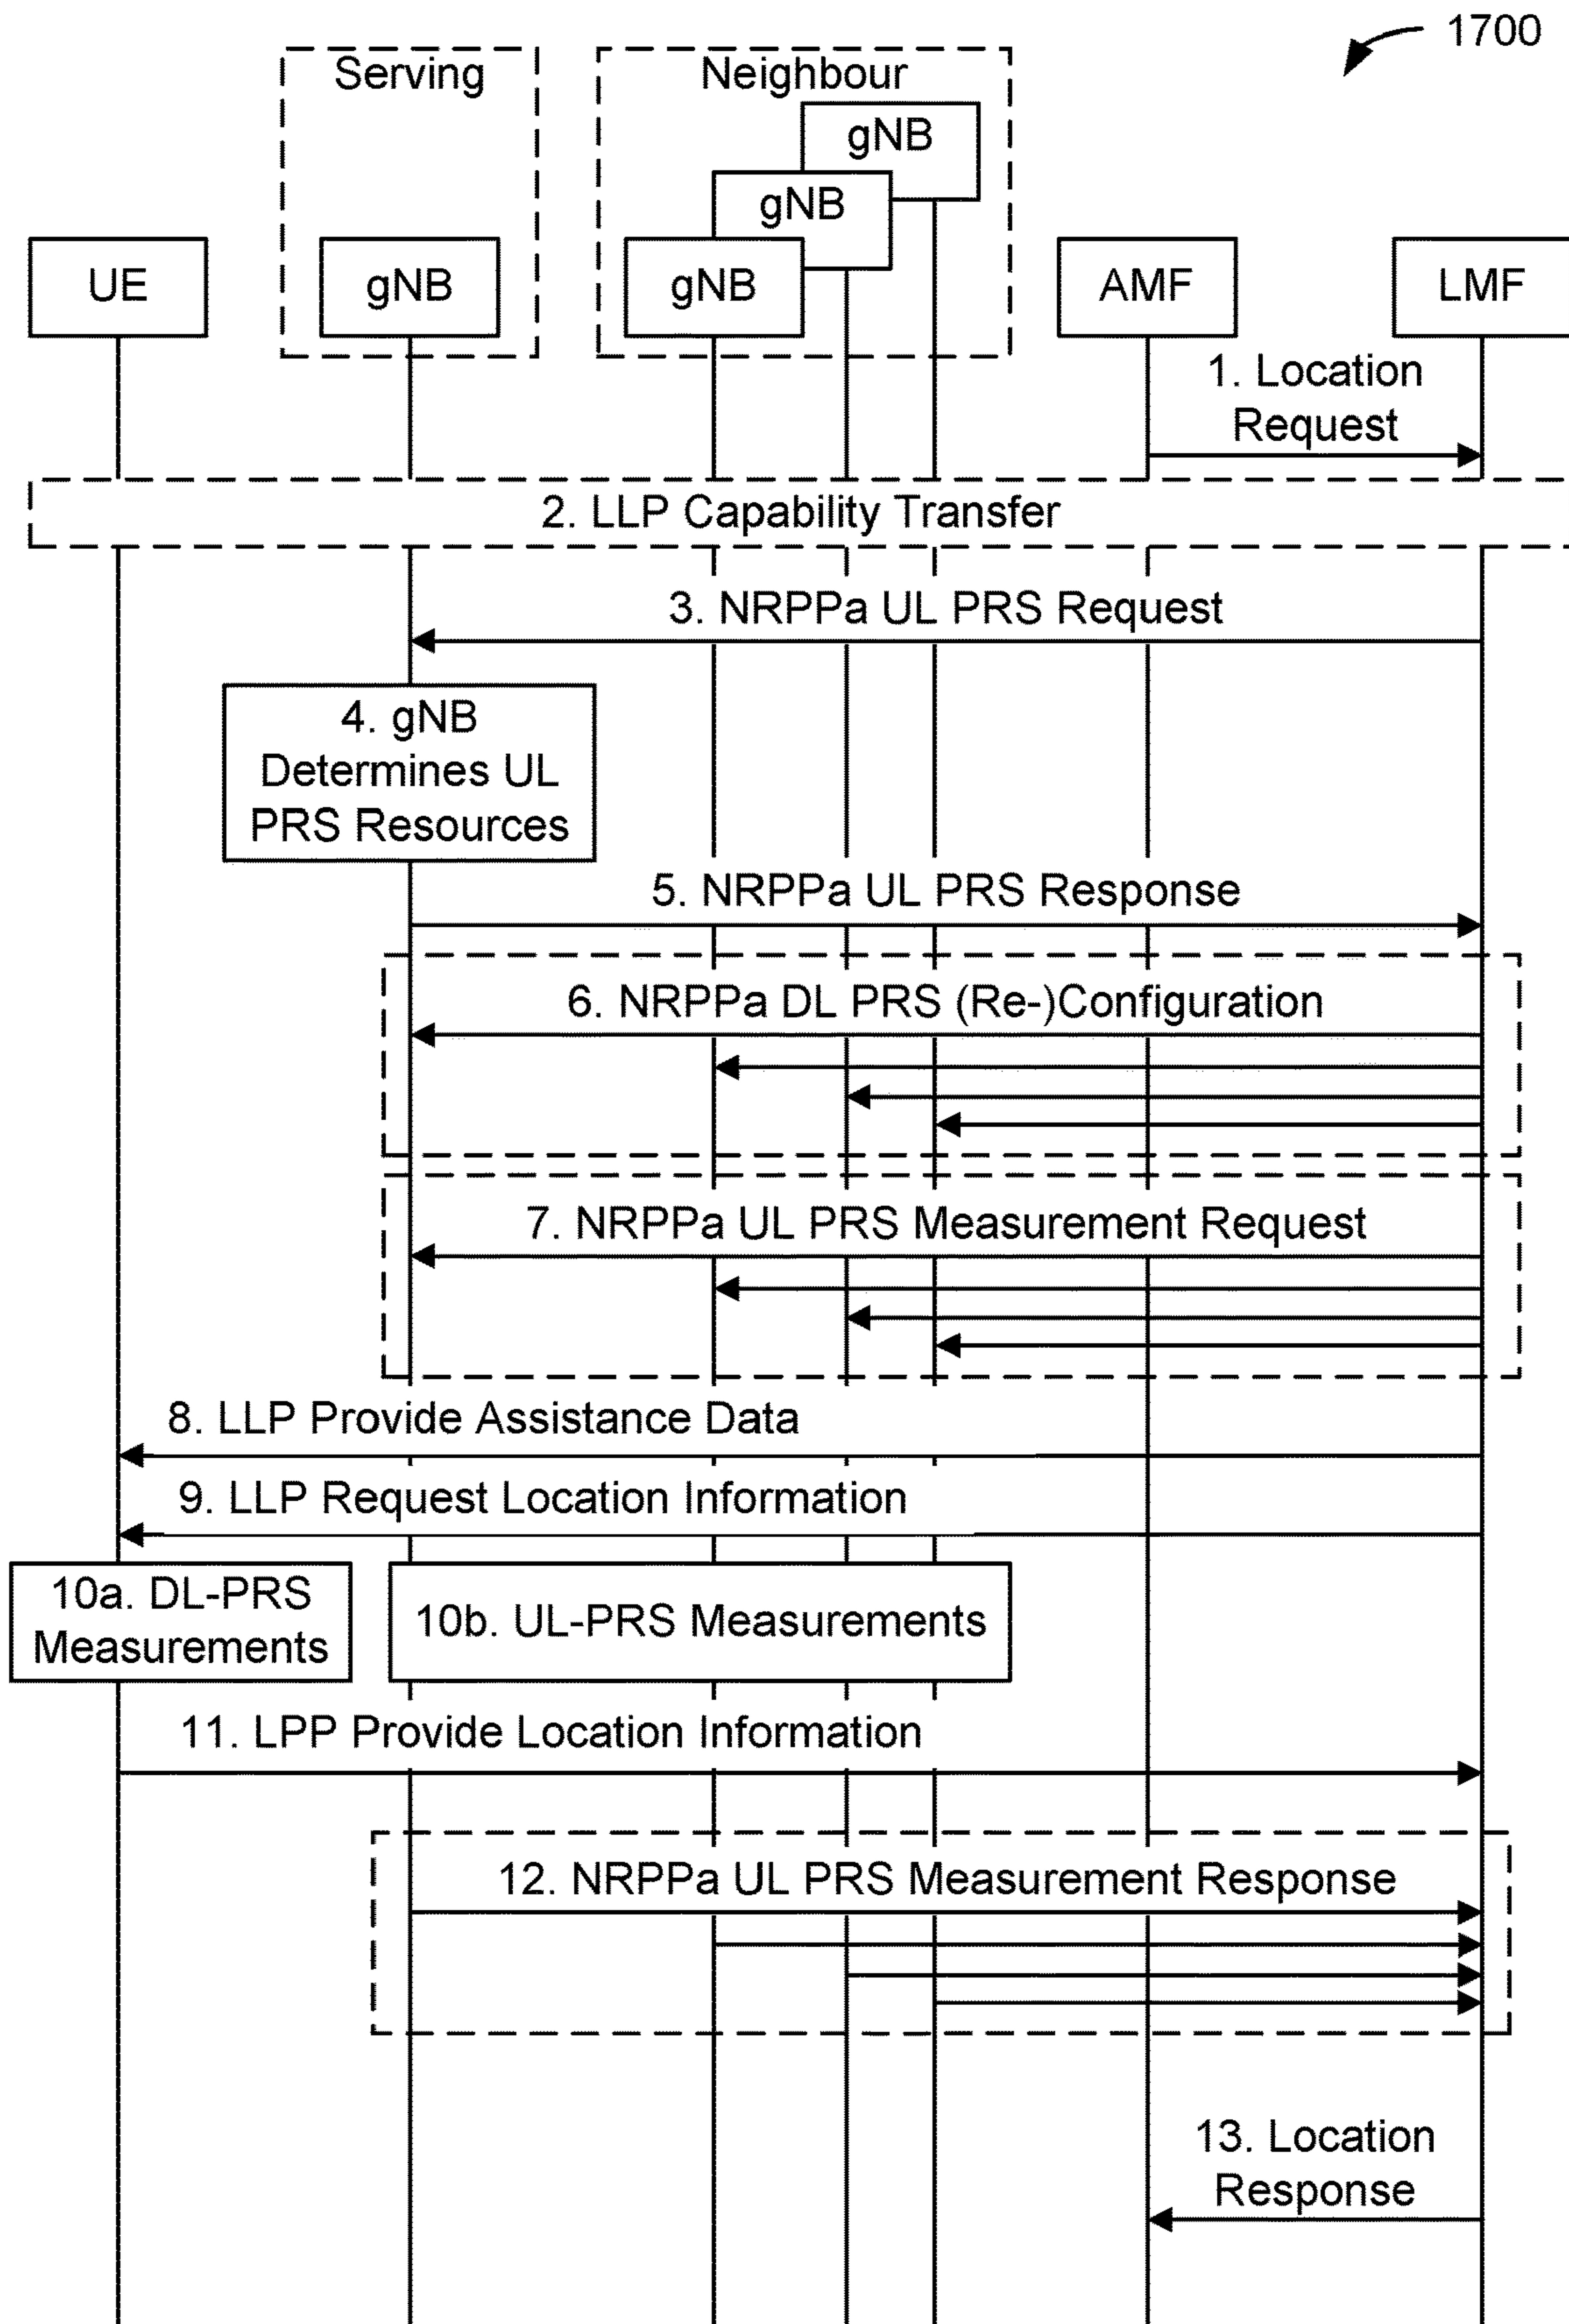 1700
Serving
Neighbour
gNB
gNB
UE
gNB
gNB
AMF
LMF
1. Location
Request
2. LLP Capability Transfer
3. NRPPa UL PRS Request
4. gNB
Determines UL
PRS Resources
5. NRPPa UL PRS Response
6. NRPPa DL PRS (Re-)Configuration
7. NRPPa UL PRS Measurement Request
8. LLP Provide Assistance Data
9. LLP Request Location Information
10a. DL-PRS
Measurements
10b. UL-PRS Measurements
11. LPP Provide Location Information
12. NRPPa UL PRS Measurement Response
13. Location
Response